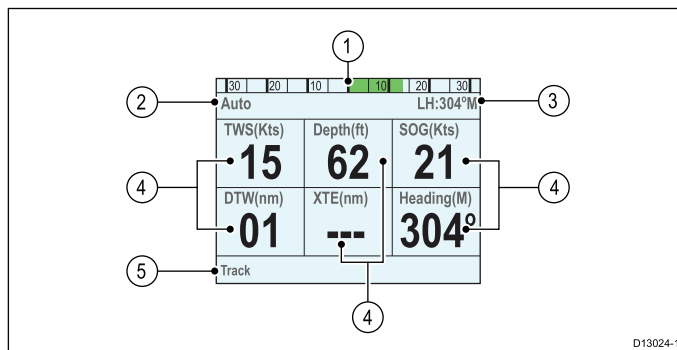 1
30 20 10 10 20 30
2
Auto LH:304°M
3
TWS(Kts) Depth(ft) SOG(Kts)
15 62 21
4 4
DTW(nm) XTE(nm) Heading(M)
01 --- 304°
5
Track
4
D13024-1